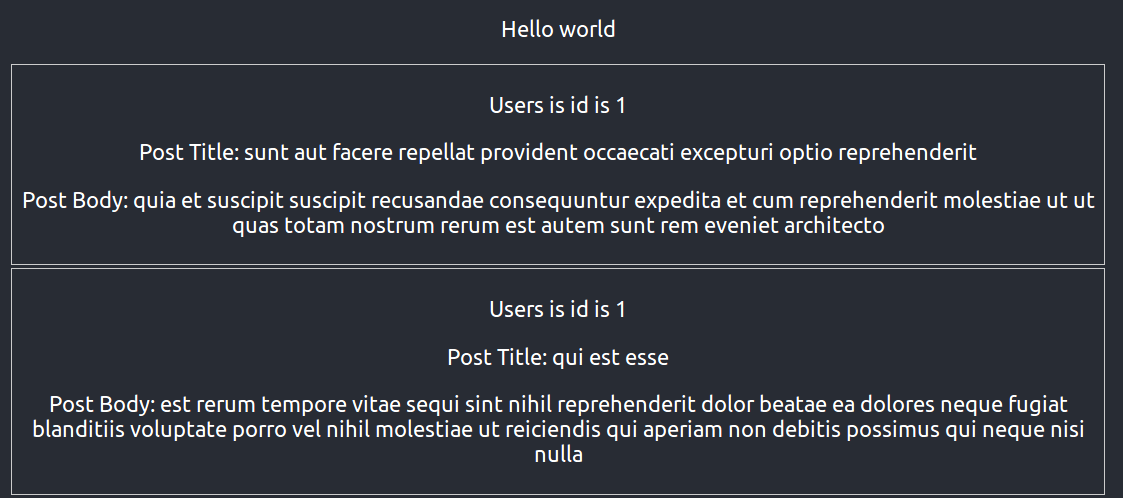 Hello world
Users is id is 1
Post Title: sunt aut facere repellat provident occaecati excepturi optio reprehenderit
Post Body: quia et suscipit suscipit recusandae consequuntur expedita et cum reprehenderit molestiae ut ut
quas totam nostrum rerum est autem sunt rem eveniet architecto
Users is id is 1
Post Title: qui est esse
Post Body: est rerum tempore vitae sequi sint nihil reprehenderit dolor beatae ea dolores neque fugiat
blanditiis voluptate porro vel nihil molestiae ut reiciendis qui aperiam non debitis possimus qui neque nisi
nulla